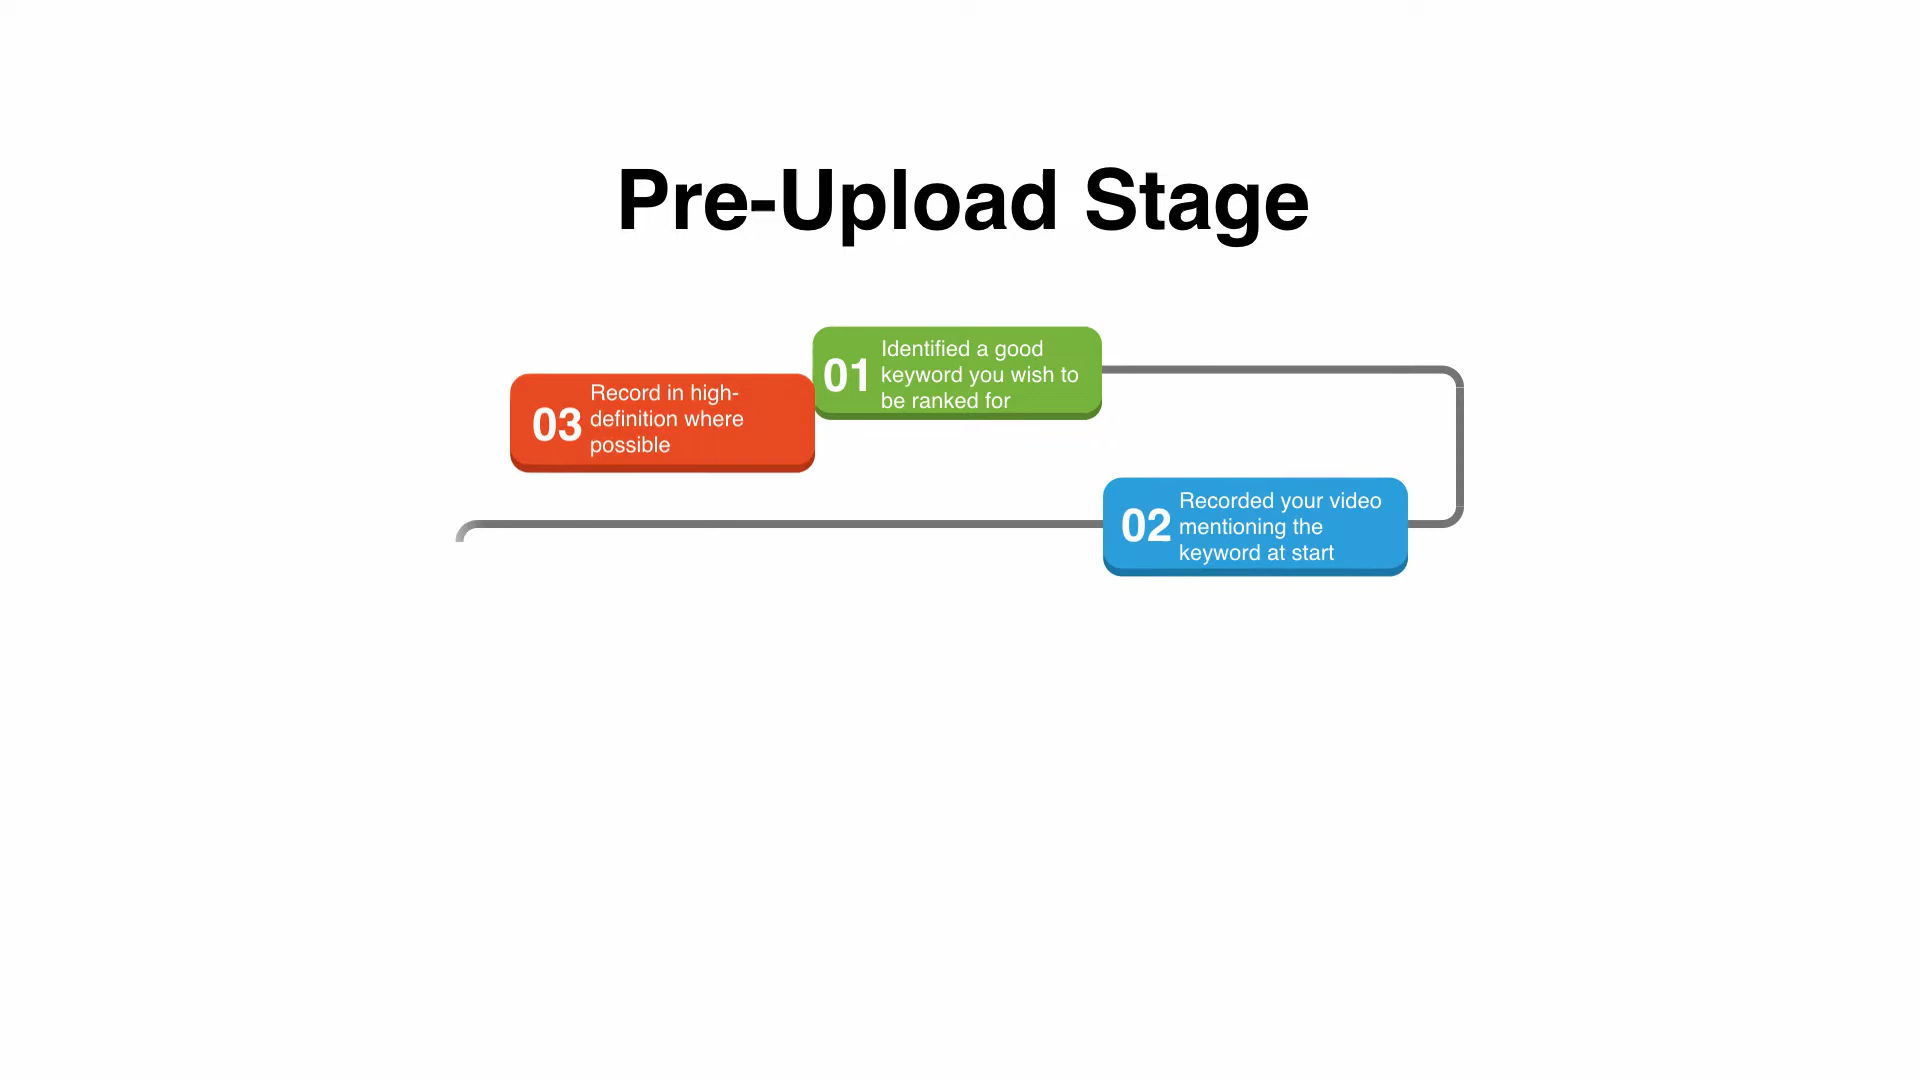 Pre-Upload Stage
01
Identified a good
keyword you wish to
be ranked for
03
Record in high-
definition where
possible
02
Recorded your video
mentioning the
keyword at start